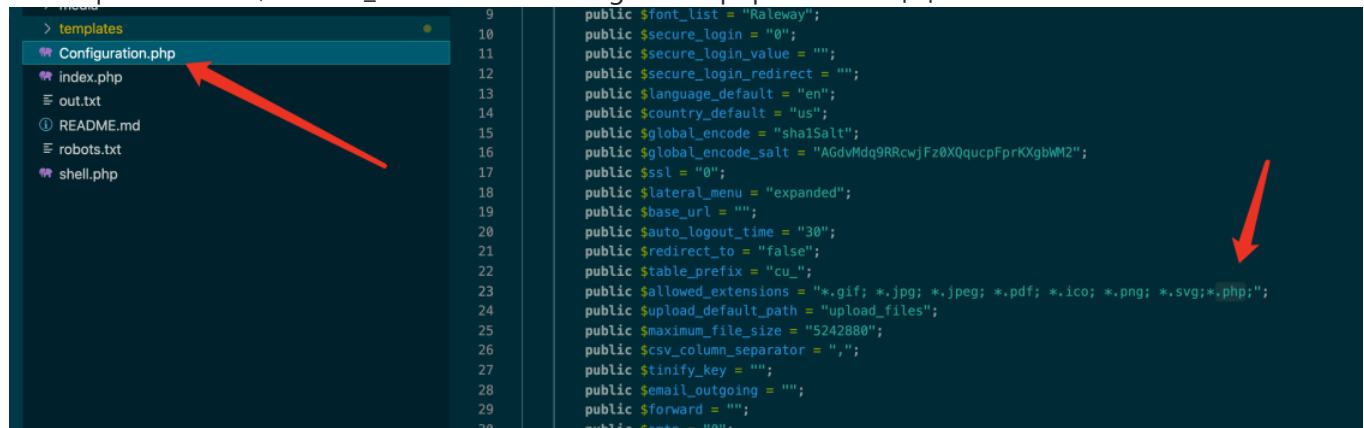 templates
Configuration.php
index.php
out.txt
README.md
robots.txt
shell.php
9 public $font_list = "Raleway";
10 public $secure_login = "0";
11 public $secure_login_value = "";
12 public $secure_login_redirect = "";
13 public $language_default = "en";
14 public $country_default = "us";
15 public $global_encode = "sha1Salt";
16 public $global_encode_salt = "AGdvMdq9RRcwjFz0XQqucpFprKXgbWM2";
17 public $ssl = "0";
18 public $lateral_menu = "expanded";
19 public $base_url = "";
20 public $auto_logout_time = "30";
21 public $redirect_to = "false";
22 public $table_prefix = "cu_";
23 public $allowed_extensions = "*.gif; *.jpg; *.jpeg; *.pdf; *.ico; *.png; *.svg;*.php;";
24 public $upload_default_path = "upload_files";
25 public $maximum_file_size = "5242880";
26 public $csv_column_separator = ",";
27 public $tinify_key = "";
28 public $email_outgoing = "";
29 public $forward = "";